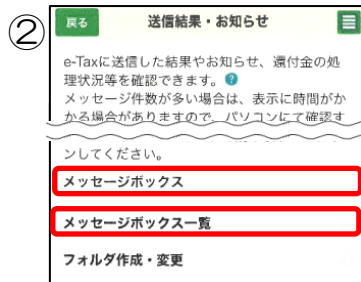 ②
戻る 送信結果・お知らせ
e-Taxに送信した結果やお知らせ、還付金の処
理状況等を確認できます。?
メッセージ件数が多い場合は、表示に時間がか
かる場合がありますので、パソコンにて確認す
ンしてください。
メッセージボックス
メッセージボックス一覧
フォルダ作成・変更